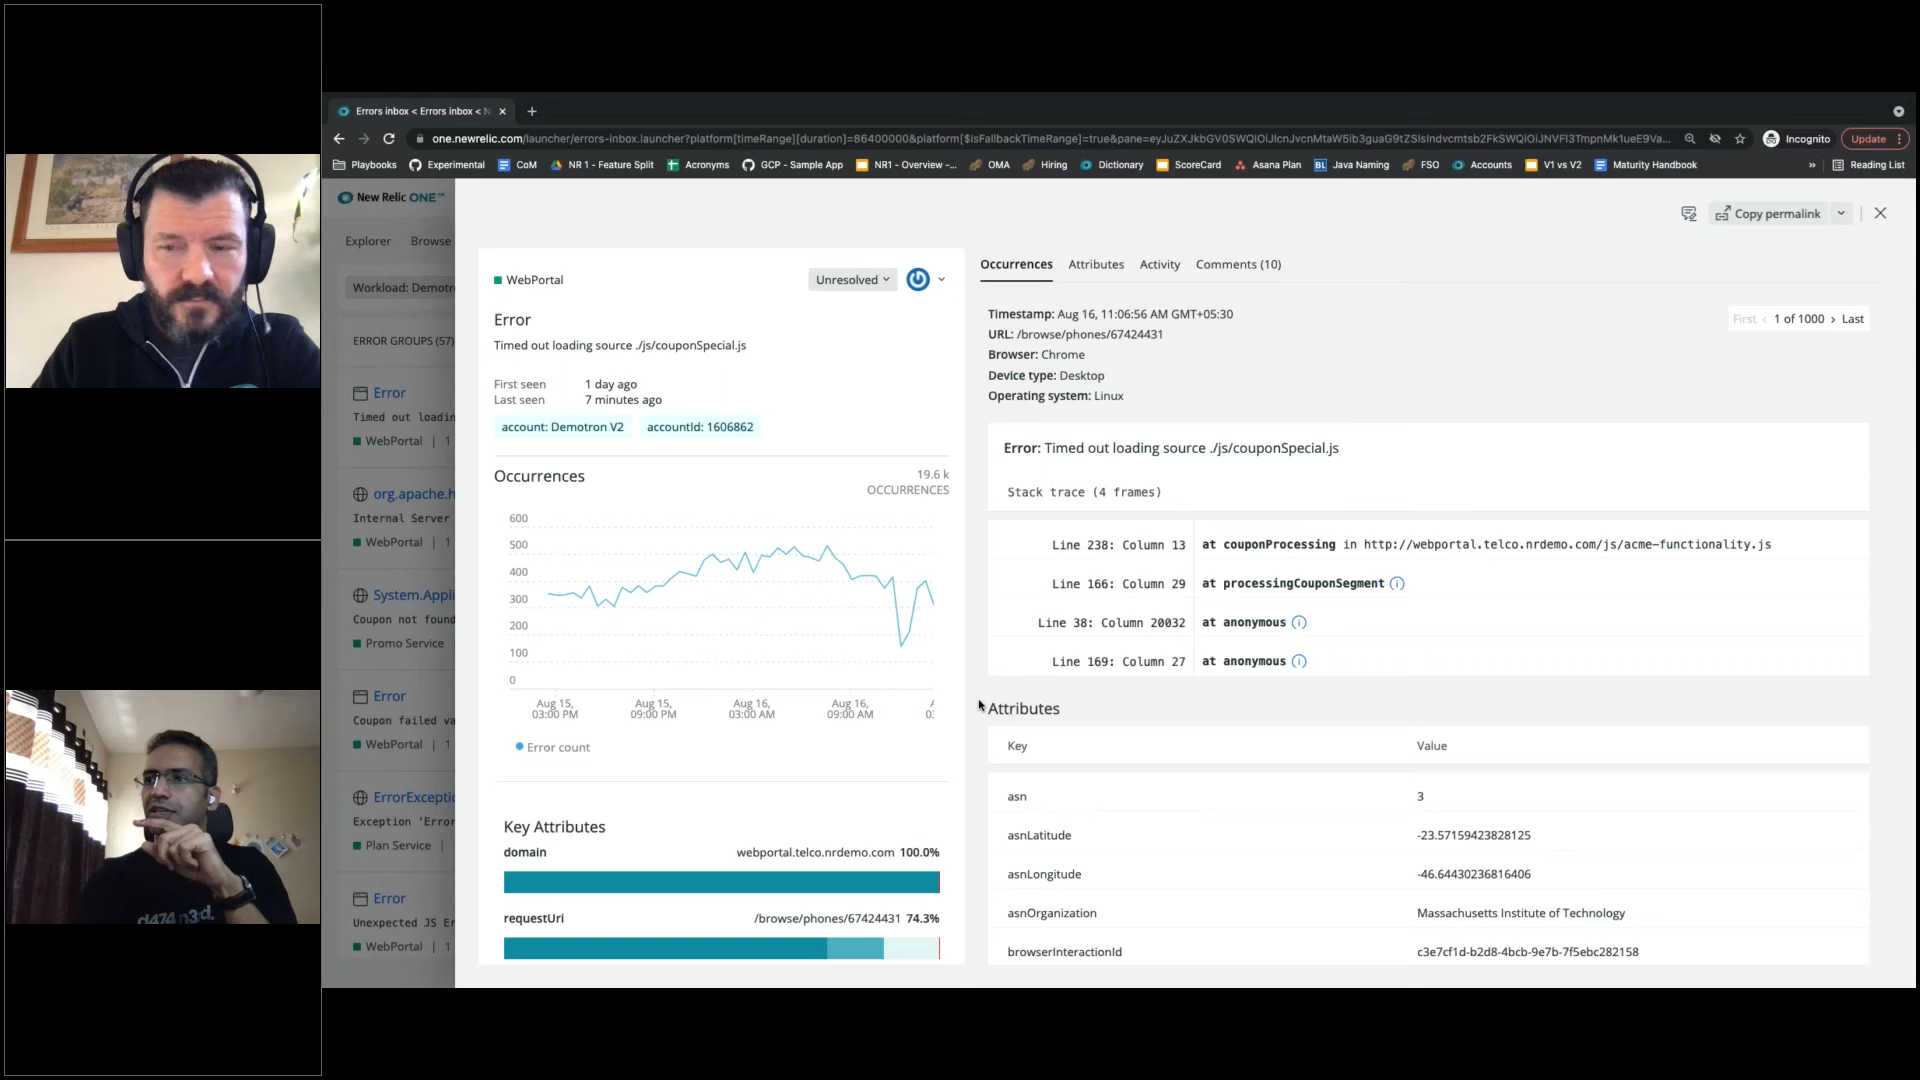 Errors inbox < Errors inbox < N
one.newrelic.com/launcher/errors-inbox.launcher?platform[timeRange][duration]=86400000&platform[$isFallbackTimeRange]=true&pane=
Incognito
Update
Playbooks
Experimental
CoM
NR 1 - Feature Split
Acronyms
GCP - Sample App
NR1 - Overview -...
OMA
Hiring
Dictionary
ScoreCard
Asana Plan
BL Java Naming
FSO
Accounts
V1 vs V2
Maturity Handbook
»
Reading List
New Relic ONE™
Explorer
Browse
Copy permalink
Workload: Demotr
ERROR GROUPS (57)
Error
Timed out loadin
WebPortal | 1
org.apache.h
Internal Server
WebPortal | 1
System.Appli
Coupon not found
Promo Service
Error
Coupon failed va
WebPortal | 1
ErrorExceptio
Exception 'Error
Plan Service |
Error
Unexpected JS Er
WebPortal | 1
WebPortal
Unresolved
Error
Timed out loading source ./js/couponSpecial.js
First seen 1 day ago
Last seen 7 minutes ago
account: Demotron V2
accountId: 1606862
Occurrences
19.6 k
OCCURRENCES
600
500
400
300
200
100
0
Aug 15, 03:00 PM
Aug 15, 09:00 PM
Aug 16, 03:00 AM
Aug 16, 09:00 AM
Error count
Key Attributes
domain webportal.telco.nrdemo.com 100.0%
requestUri /browse/phones/67424431 74.3%
Occurrences
Attributes
Activity
Comments (10)
Timestamp: Aug 16, 11:06:56 AM GMT+05:30
First < 1 of 1000 > Last
URL: /browse/phones/67424431
Browser: Chrome
Device type: Desktop
Operating system: Linux
Error: Timed out loading source ./js/couponSpecial.js
Stack trace (4 frames)
Line 238: Column 13 at couponProcessing in http://webportal.telco.nrdemo.com/js/acme-functionality.js
Line 166: Column 29 at processingCouponSegment
Line 38: Column 20032 at anonymous
Line 169: Column 27 at anonymous
Attributes
Key Value
asn 3
asnLatitude -23.57159423828125
asnLongitude -46.64430236816406
asnOrganization Massachusetts Institute of Technology
browserInteractionId c3e7cf1d-b2d8-4bcb-9e7b-7f5ebc282158